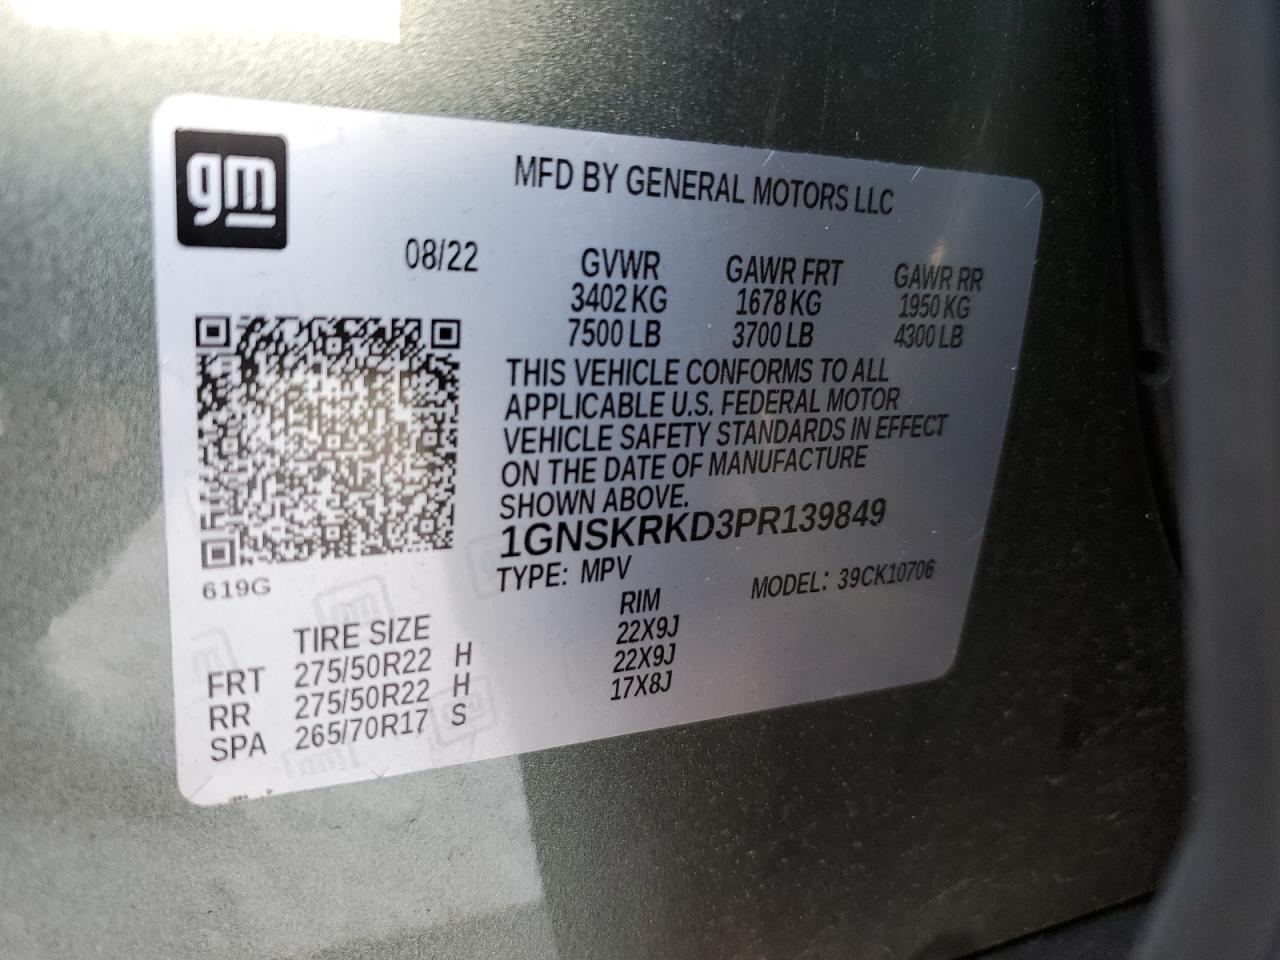 gm
MFD BY GENERAL MOTORS LLC
08/22 GVWR GAWR FRT GAWR RR
3402 KG 1678 KG 1950 KG
7500 LB 3700 LB 4300 LB
THIS VEHICLE CONFORMS TO ALL
APPLICABLE U.S. FEDERAL MOTOR
VEHICLE SAFETY STANDARDS IN EFFECT
ON THE DATE OF MANUFACTURE
SHOWN ABOVE.
1GNSKRKD3PR139849
TYPE: MPV MODEL: 39CK10706
619G
TIRE SIZE RIM
FRT 275/50R22 H 22X9J
RR 275/50R22 H 22X9J
SPA 265/70R17 S 17X8J